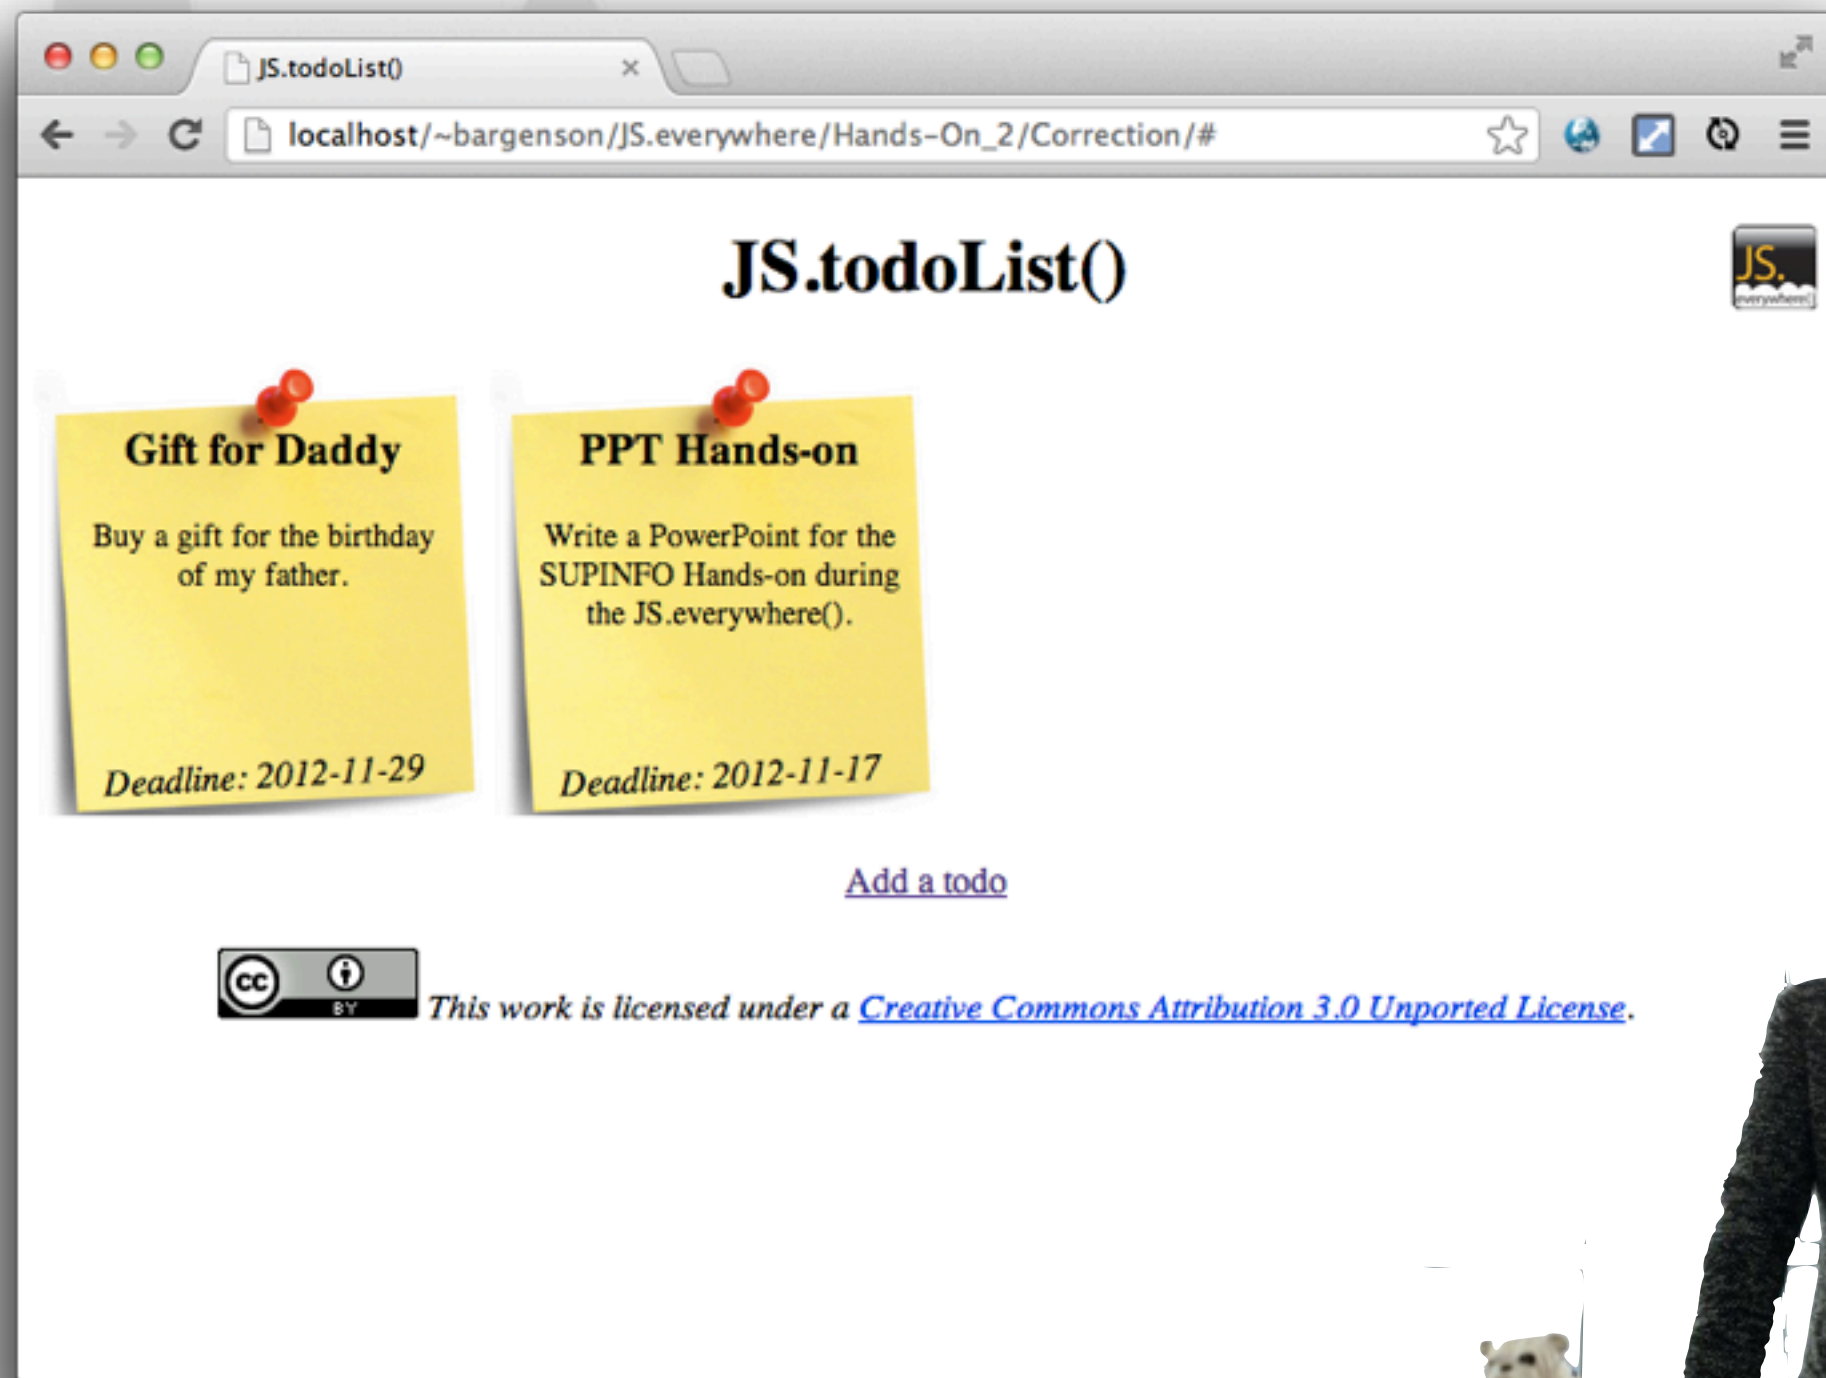 JS.todoList()
localhost/~bargenson/JS.everywhere/Hands-On_2/Correction/#
JS.todoList()
JS.
everywhere()
Gift for Daddy
Buy a gift for the birthday
of my father.
Deadline: 2012-11-29
PPT Hands-on
Write a PowerPoint for the
SUPINFO Hands-on during
the JS.everywhere().
Deadline: 2012-11-17
Add a todo
cc
BY
This work is licensed under a Creative Commons Attribution 3.0 Unported License.